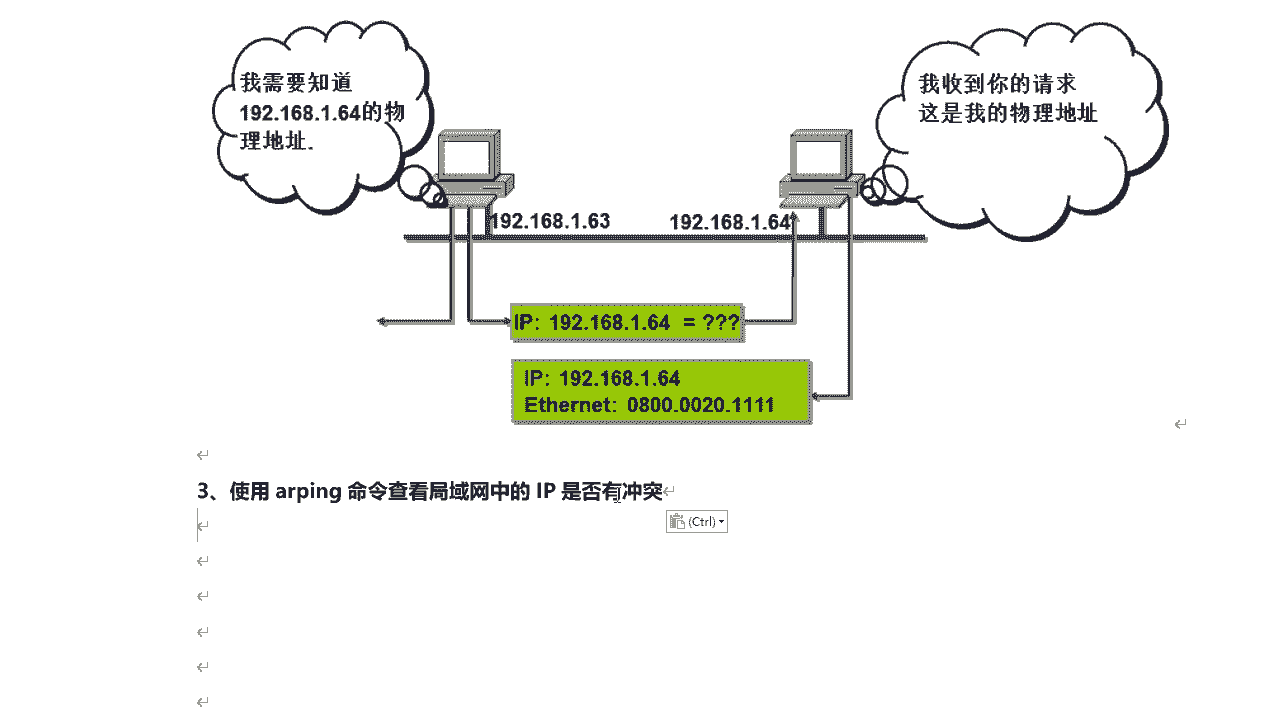 我需要知道
192.168.1.64的物
理地址.
我收到你的请求
这是我的物理地址
192.168.1.63
192.168.1.64
IP: 192.168.1.64 = ???
IP: 192.168.1.64
Ethernet: 0800.0020.1111
3、使用 arping 命令查看局域网中的 IP 是否有冲突
(Ctrl)